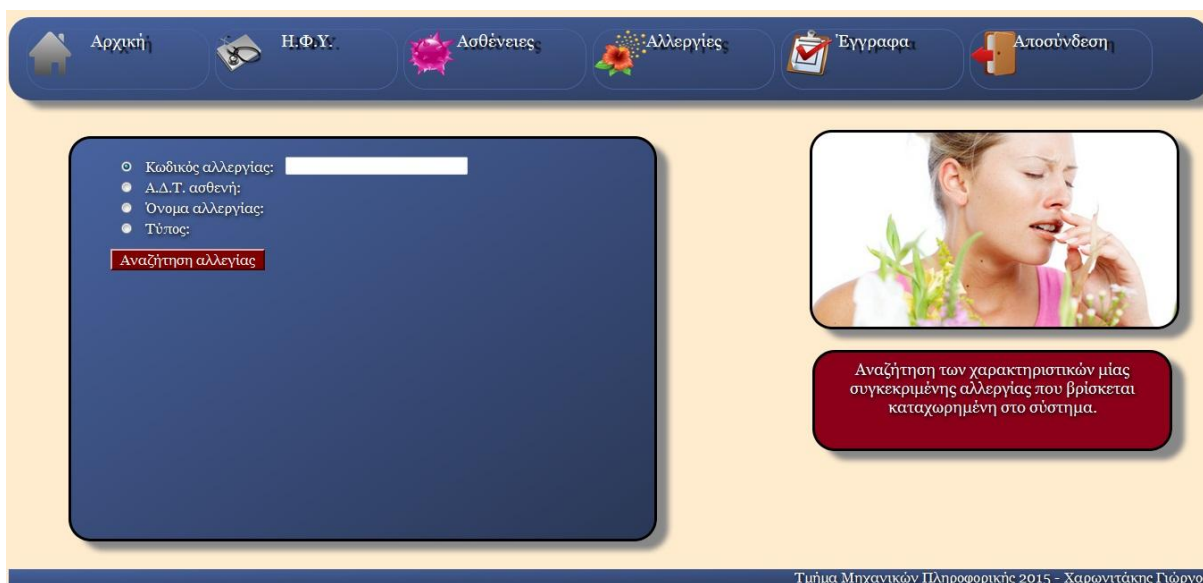 Αρχική
Η.Φ.Υ.
Ασθένειες
Αλλεργίες
Έγγραφα
Αποσύνδεση
Κωδικός αλλεργίας:
Α.Δ.Τ. ασθενή:
Όνομα αλλεργίας:
Τύπος:
Αναζήτηση αλλεγίας
Αναζήτηση των χαρακτηριστικών μίας
συγκεκριμένης αλλεργίας που βρίσκεται
καταχωρημένη στο σύστημα.
Τμήμα Μηχανικών Πληροφορικής 2015 - Χαρωνιτάκης Γιώργο